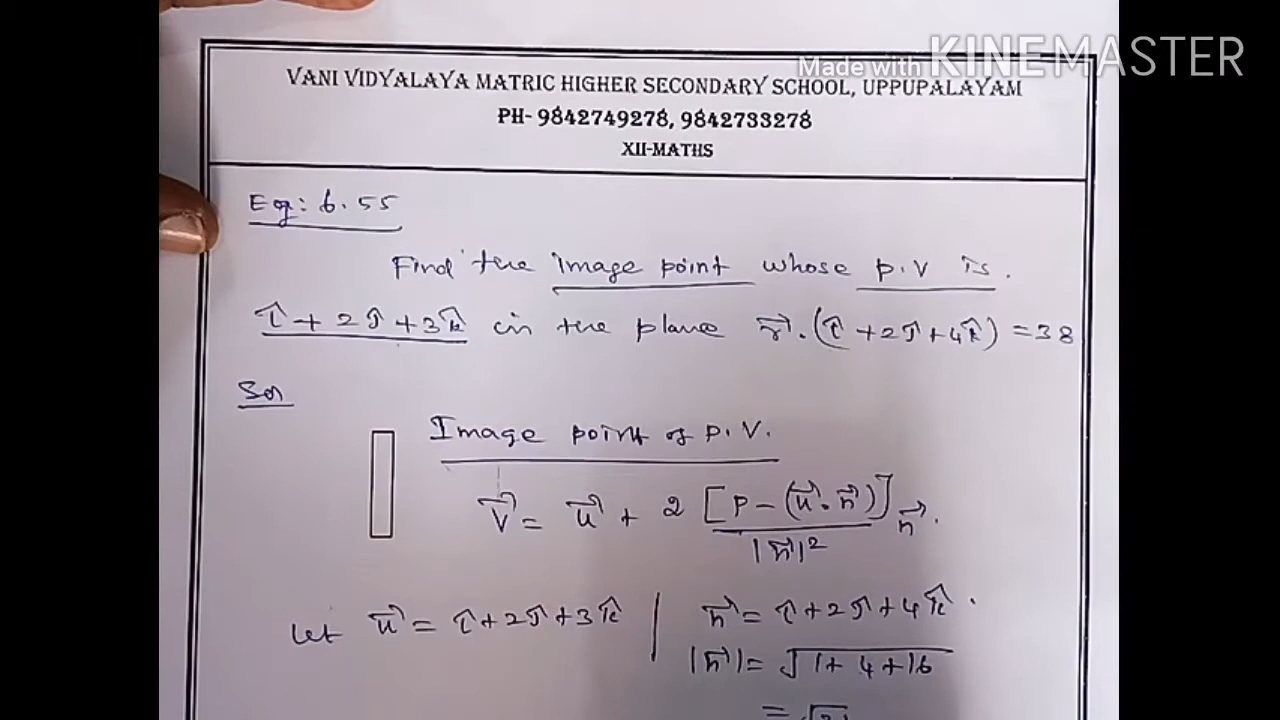 Made with KINEMASTER
VANI VIDYALAYA MATRIC HIGHER SECONDARY SCHOOL, UPPUPALAYAM
PH- 9842749278, 9842733278
XII-MATHS
Eg: 6.55
Find the image point whose p.v is.
î + 2ĵ + 3k̂ in the plane r⃗.(î + 2ĵ + 4k̂) = 38
Sol
Image point of P.V.
v⃗ = u⃗ + 2 [P - (u⃗.n⃗)] / |n⃗|² n⃗.
Let u⃗ = î + 2ĵ + 3k̂ | n⃗ = î + 2ĵ + 4k̂.
|n⃗| = √(1 + 4 + 16)
= √21